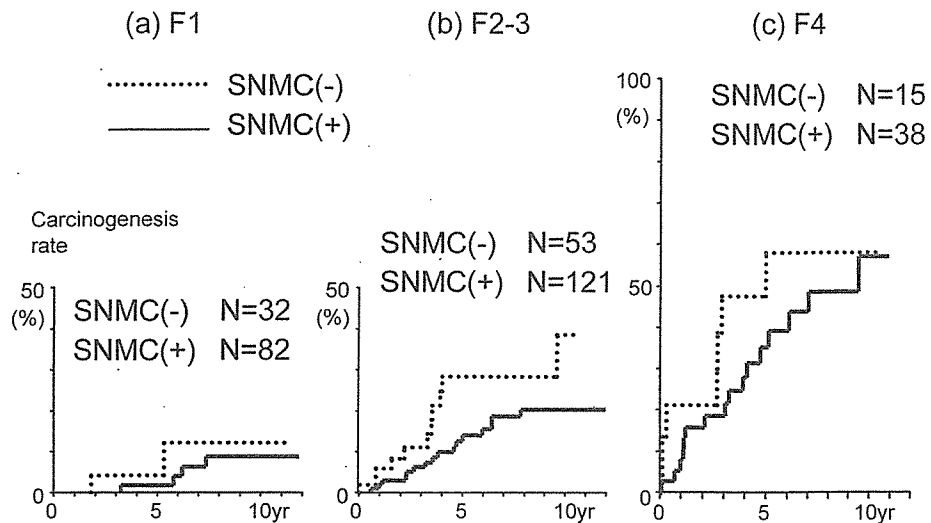 (a) F1
(b) F2-3
(c) F4
SNMC(-)
SNMC(+)
Carcinogenesis
rate
50
(%)
SNMC(-) N=32
SNMC(+) N=82
0
5
10yr
SNMC(-) N=53
SNMC(+) N=121
50
(%)
0
5
10yr
100
(%)
SNMC(-) N=15
SNMC(+) N=38
50
0
0
5
10yr